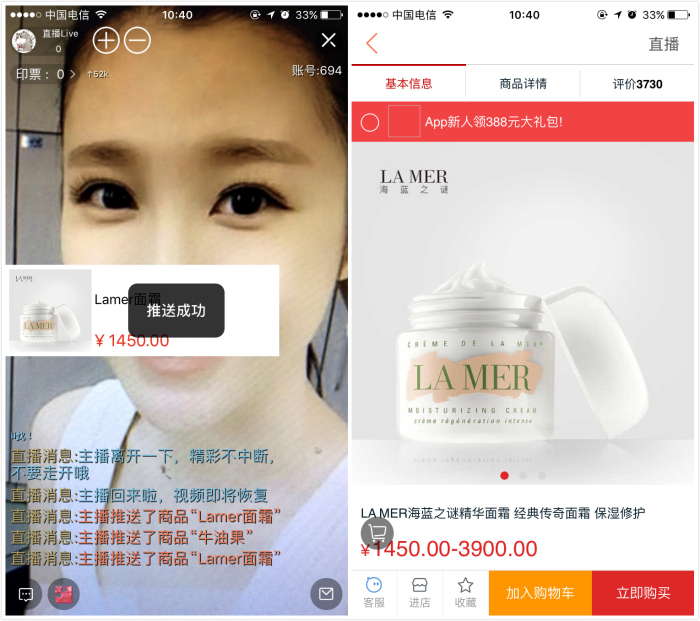 中国电信
10:40
33%
直播Live
0
印票： 0
↑52k
账号:694
LA MER
Lamer面霜
推送成功
¥ 1450.00
直播消息:主播离开一下，精彩不中断，
不要走开哦
直播消息:主播回来啦，视频即将恢复
直播消息:主播推送了商品“Lamer面霜”
直播消息:主播推送了商品“牛油果”
直播消息:主播推送了商品“Lamer面霜”
中国电信
10:40
33%
直播
基本信息
商品详情
评价3730
App新人领388元大礼包!
LA MER
海蓝之谜
CRÈME DE LA MER
LA MER
MOISTURIZING CREAM
crème régénération intense
LA MER海蓝之谜精华面霜 经典传奇面霜 保湿修护
¥1450.00-3900.00
客服
进店
收藏
加入购物车
立即购买